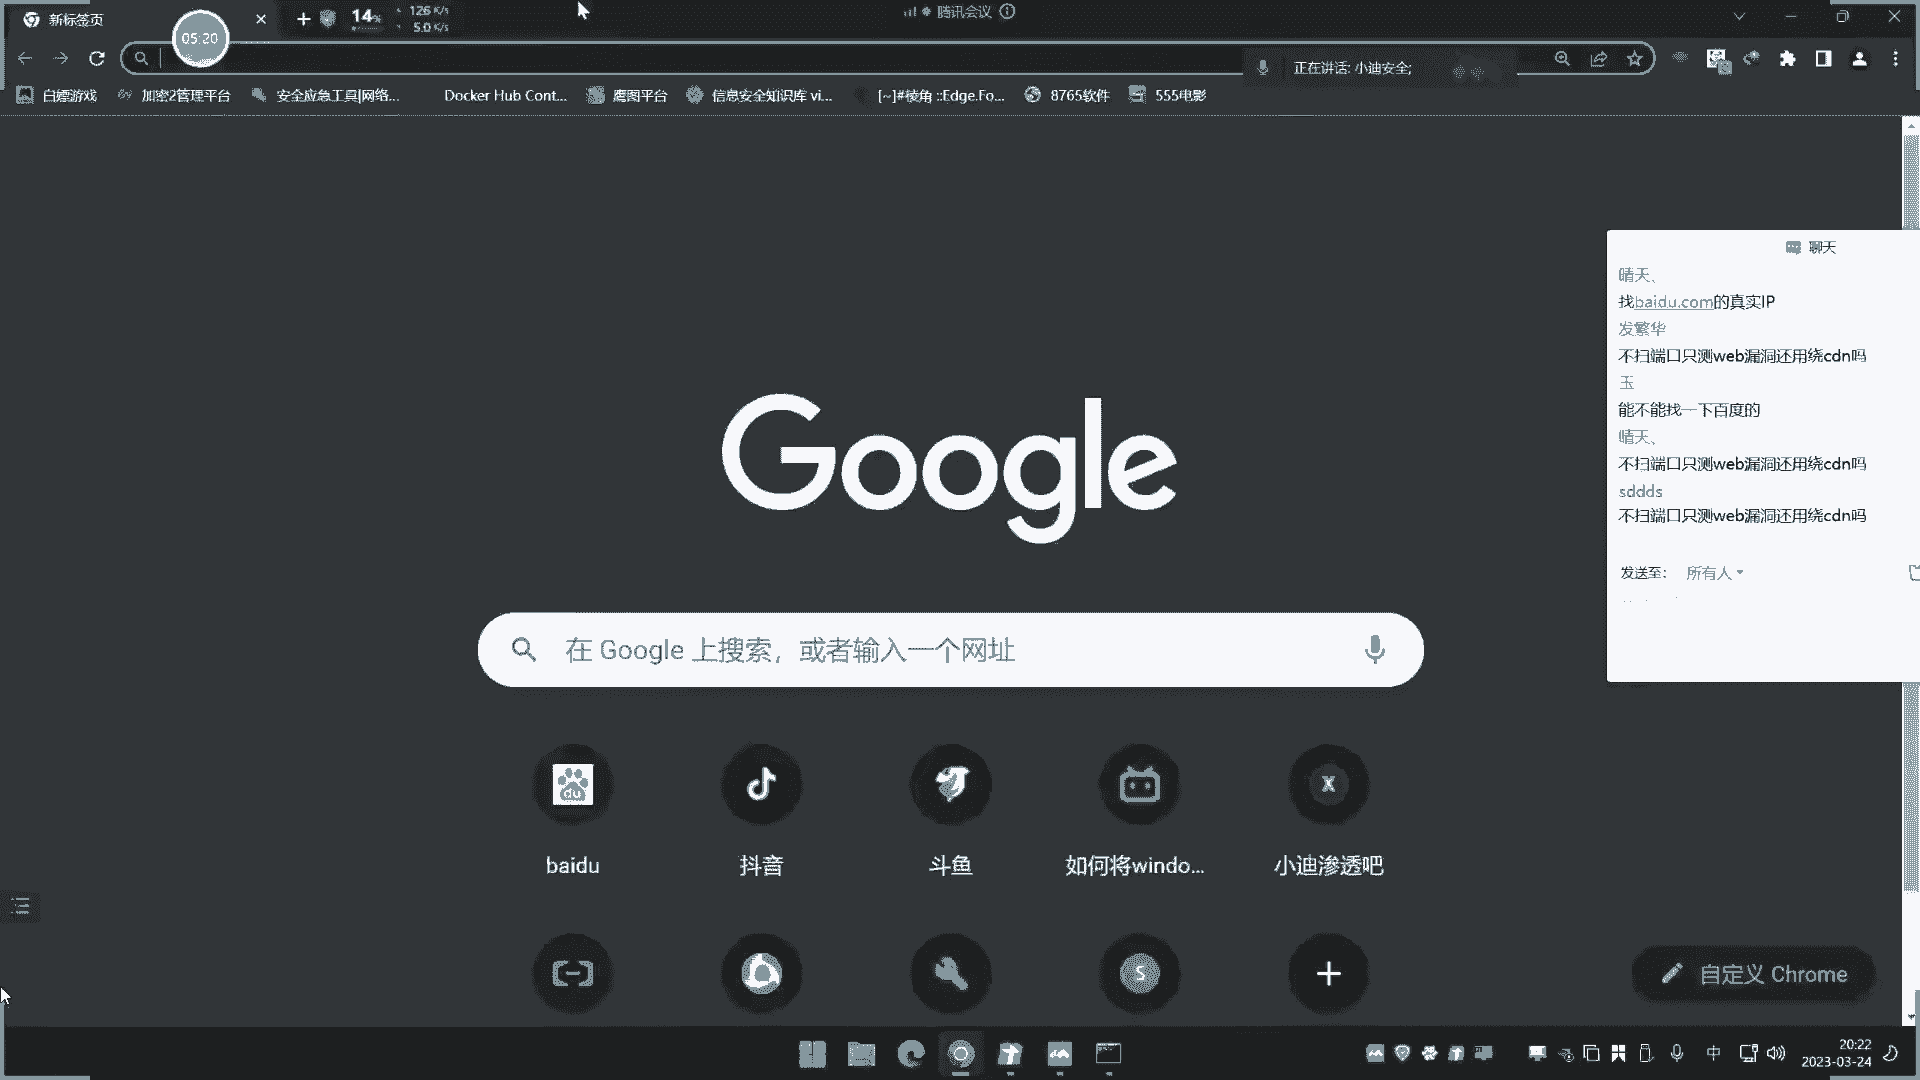 新标签页
05:20
14%
126 K/s
5.0 K/s
腾讯会议
正在讲话: 小迪安全;
白嫖游戏
加密2管理平台
安全应急工具|网络...
Docker Hub Cont...
鹰图平台
信息安全知识库 vi...
[~]#棱角 ::Edge.Fo...
8765软件
555电影
聊天
晴天、
找baidu.com的真实IP
发繁华
不扫端口只测web漏洞还用绕cdn吗
玉
能不能找一下百度的
晴天、
不扫端口只测web漏洞还用绕cdn吗
sddds
不扫端口只测web漏洞还用绕cdn吗
发送至: 所有人
Google
在 Google 上搜索，或者输入一个网址
du
baidu
抖音
斗鱼
如何将windo...
X
小迪渗透吧
S
自定义 Chrome
中
20:22
2023-03-24